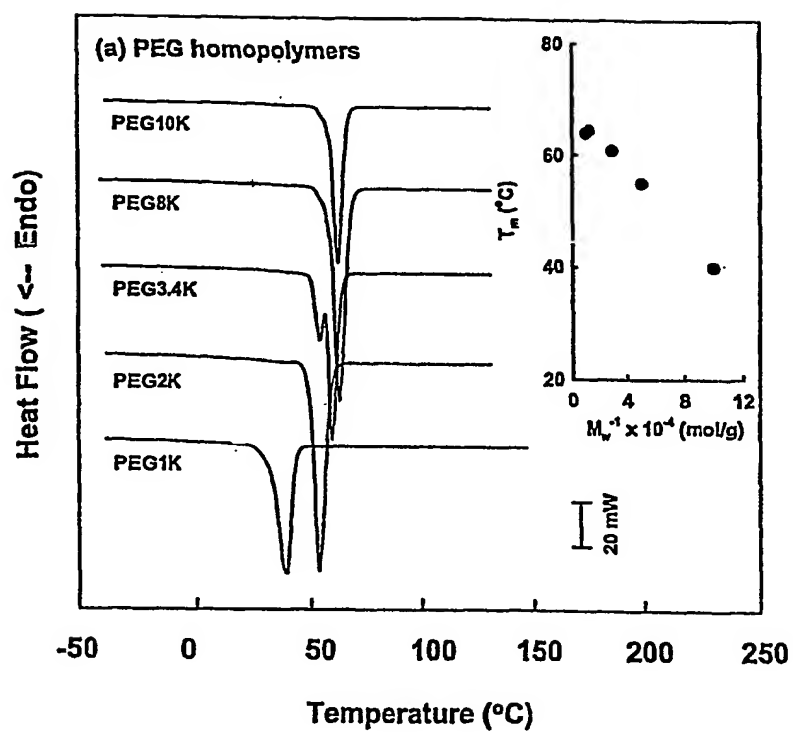 (a) PEG homopolymers
PEG10K
PEG8K
PEG3.4K
PEG2K
PEG1K
Heat Flow ( <-- Endo)
-50 0 50 100 150 200 250
Temperature (°C)
80
60
40
20
Tm (°C)
0 4 8 12
Mw⁻¹ x 10⁻⁴ (mol/g)
20 mW